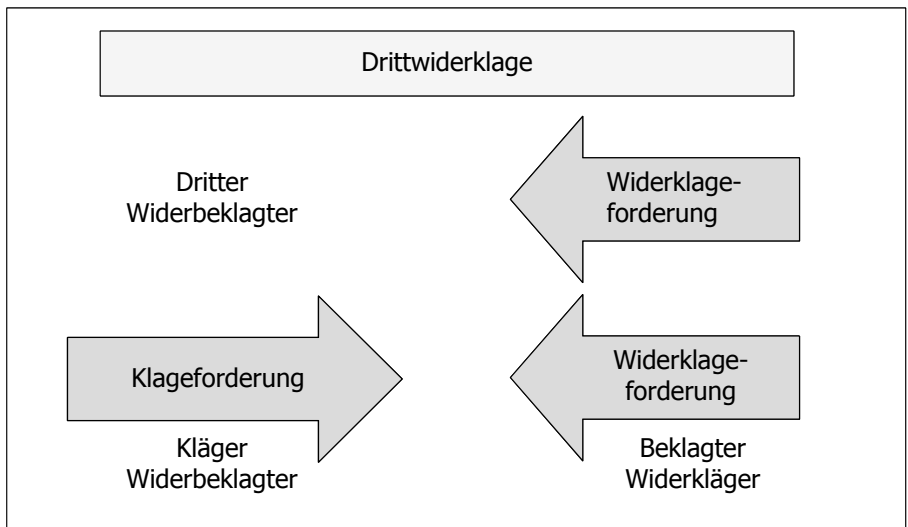 Drittwiderklage
Dritter
Widerbeklagter
Widerklage-
forderung
Klageforderung
Widerklage-
forderung
Kläger
Widerbeklagter
Beklagter
Widerkläger